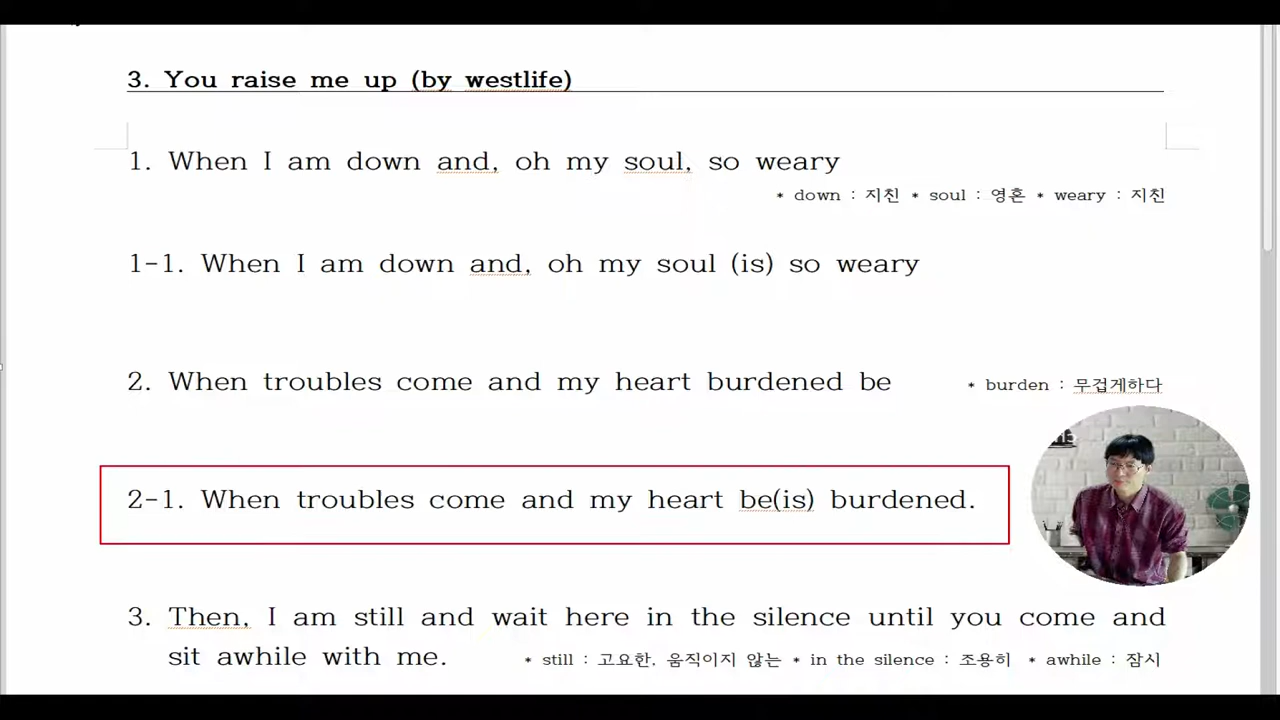 3. You raise me up (by westlife)
1. When I am down and, oh my soul, so weary
* down : 지친 * soul : 영혼 * weary : 지친
1-1. When I am down and, oh my soul (is) so weary
2. When troubles come and my heart burdened be
* burden : 무겁게하다
2-1. When troubles come and my heart be(is) burdened.
3. Then, I am still and wait here in the silence until you come and
sit awhile with me.
* still : 고요한, 움직이지 않는 * in the silence : 조용히 * awhile : 잠시